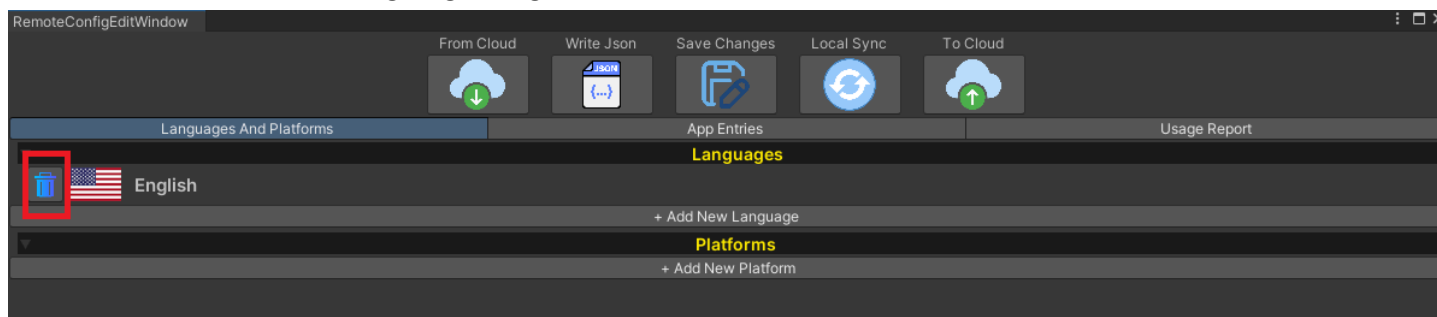 RemoteConfigEditWindow
From Cloud Write Json Save Changes Local Sync To Cloud
JSON
{...}
Languages And Platforms App Entries Usage Report
Languages
English
+ Add New Language
Platforms
+ Add New Platform